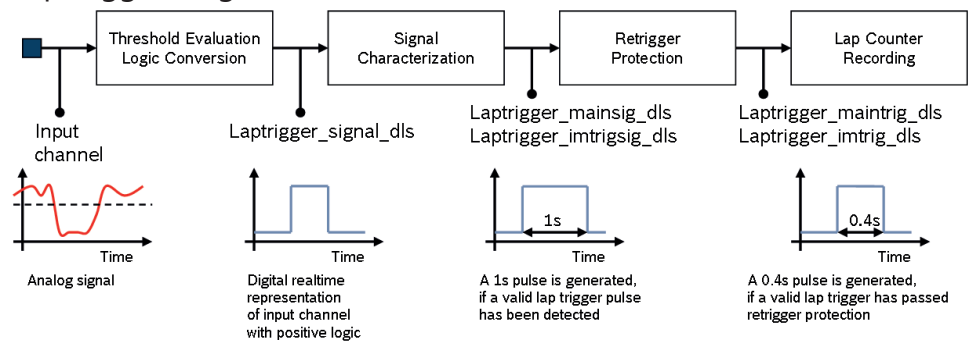 Threshold Evaluation
Logic Conversion
Signal
Characterization
Retrigger
Protection
Lap Counter
Recording
Input
channel
Laptrigger_signal_dls
Laptrigger_mainsig_dls
Laptrigger_imtrigsig_dls
Laptrigger_maintrig_dls
Laptrigger_imtrig_dls
Time
Time
1s
Time
0.4s
Time
Analog signal
Digital realtime
representation
of input channel
with positive logic
A 1s pulse is generated,
if a valid lap trigger pulse
has been detected
A 0.4s pulse is generated,
if a valid lap trigger has passed
retrigger protection